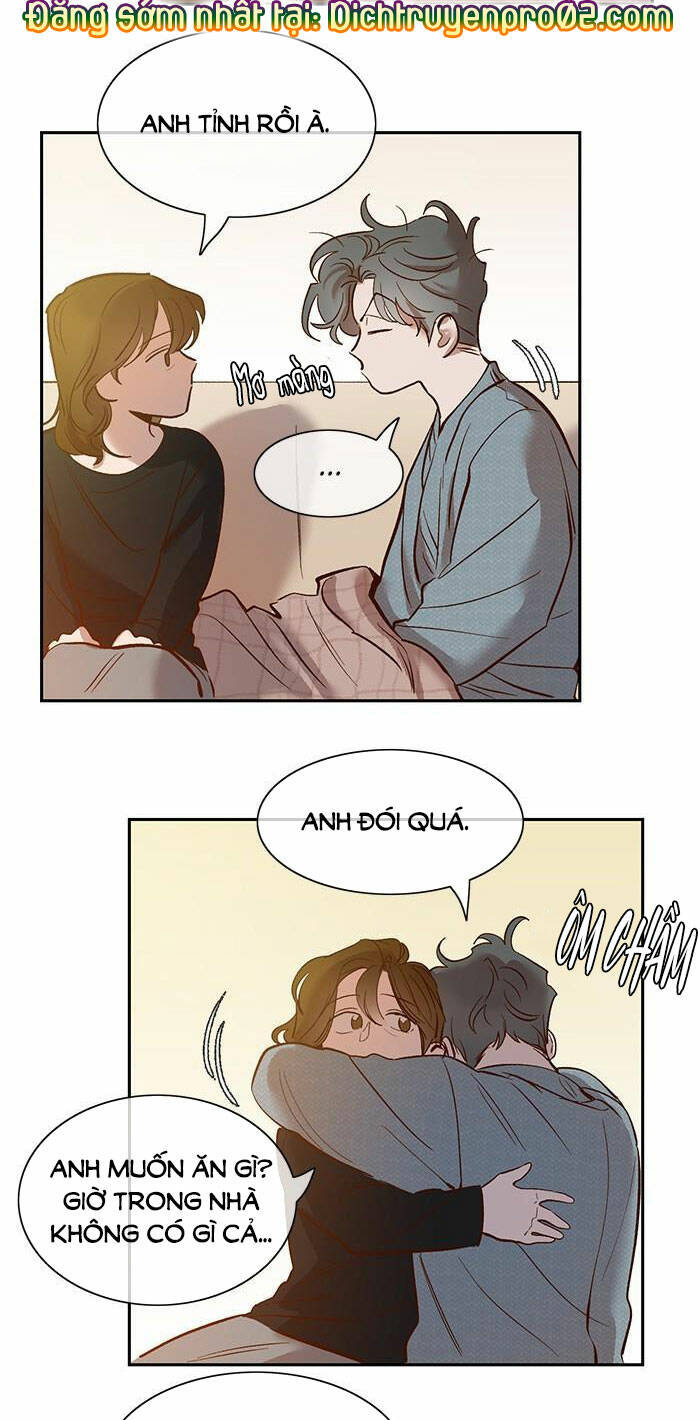 Đăng sớm nhất tại: Dichtruyenpro02.com
ANH TỈNH RỒI À.
Mơ màng
...
ANH ĐÓI QUÁ.
ÔM CHẦM
ANH MUỐN ĂN GÌ?
GIỜ TRONG NHÀ
KHÔNG CÓ GÌ CẢ...